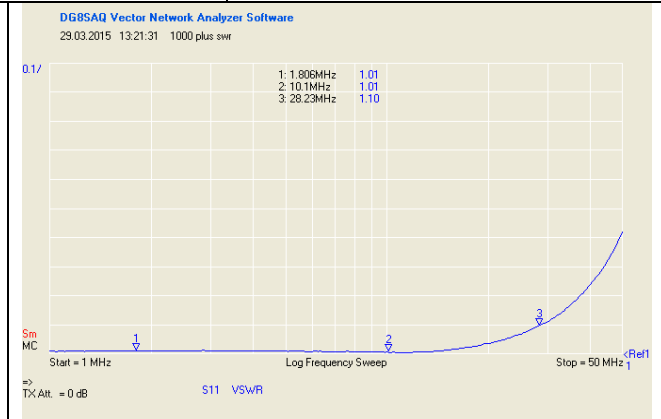 DG8SAQ Vector Network Analyzer Software
29.03.2015 13:21:31 1000 plus swr
0.1/
1: 1.806MHz 1.01
2: 10.1MHz 1.01
3: 28.23MHz 1.10
3
1
2
Sm
MC
<Ref1
Start = 1 MHz Log Frequency Sweep Stop = 50 MHz 1
=>
TX Att. = 0 dB S11 VSWR